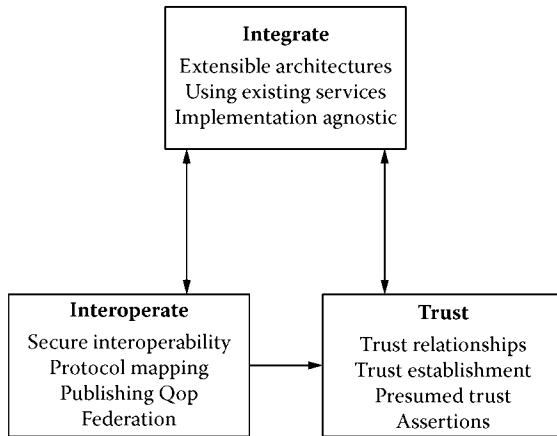 Integrate
Extensible architectures
Using existing services
Implementation agnostic
Interoperate
Secure interoperability
Protocol mapping
Publishing Qop
Federation
Trust
Trust relationships
Trust establishment
Presumed trust
Assertions